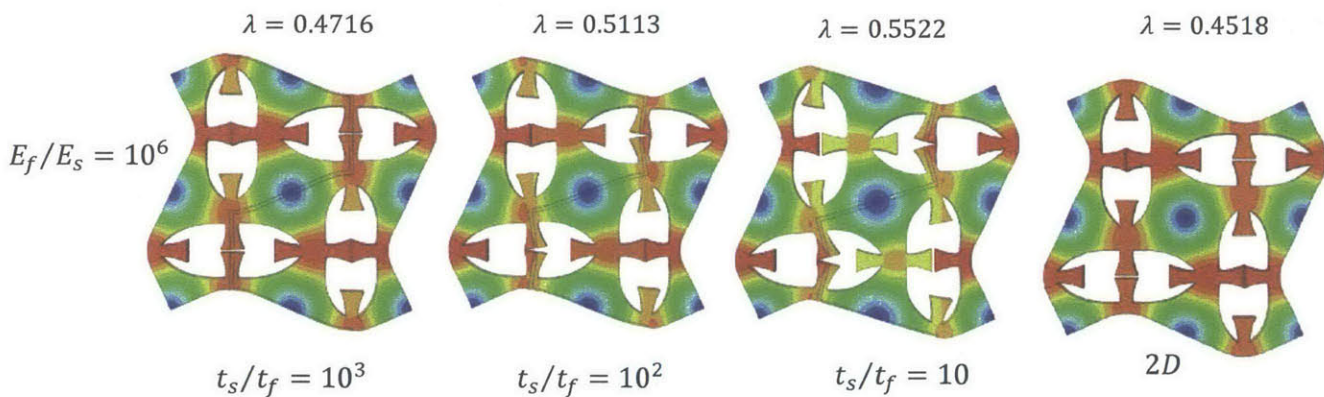 λ = 0.4716
λ = 0.5113
λ = 0.5522
λ = 0.4518
E_f/E_s = 10^6
t_s/t_f = 10^3
t_s/t_f = 10^2
t_s/t_f = 10
2D